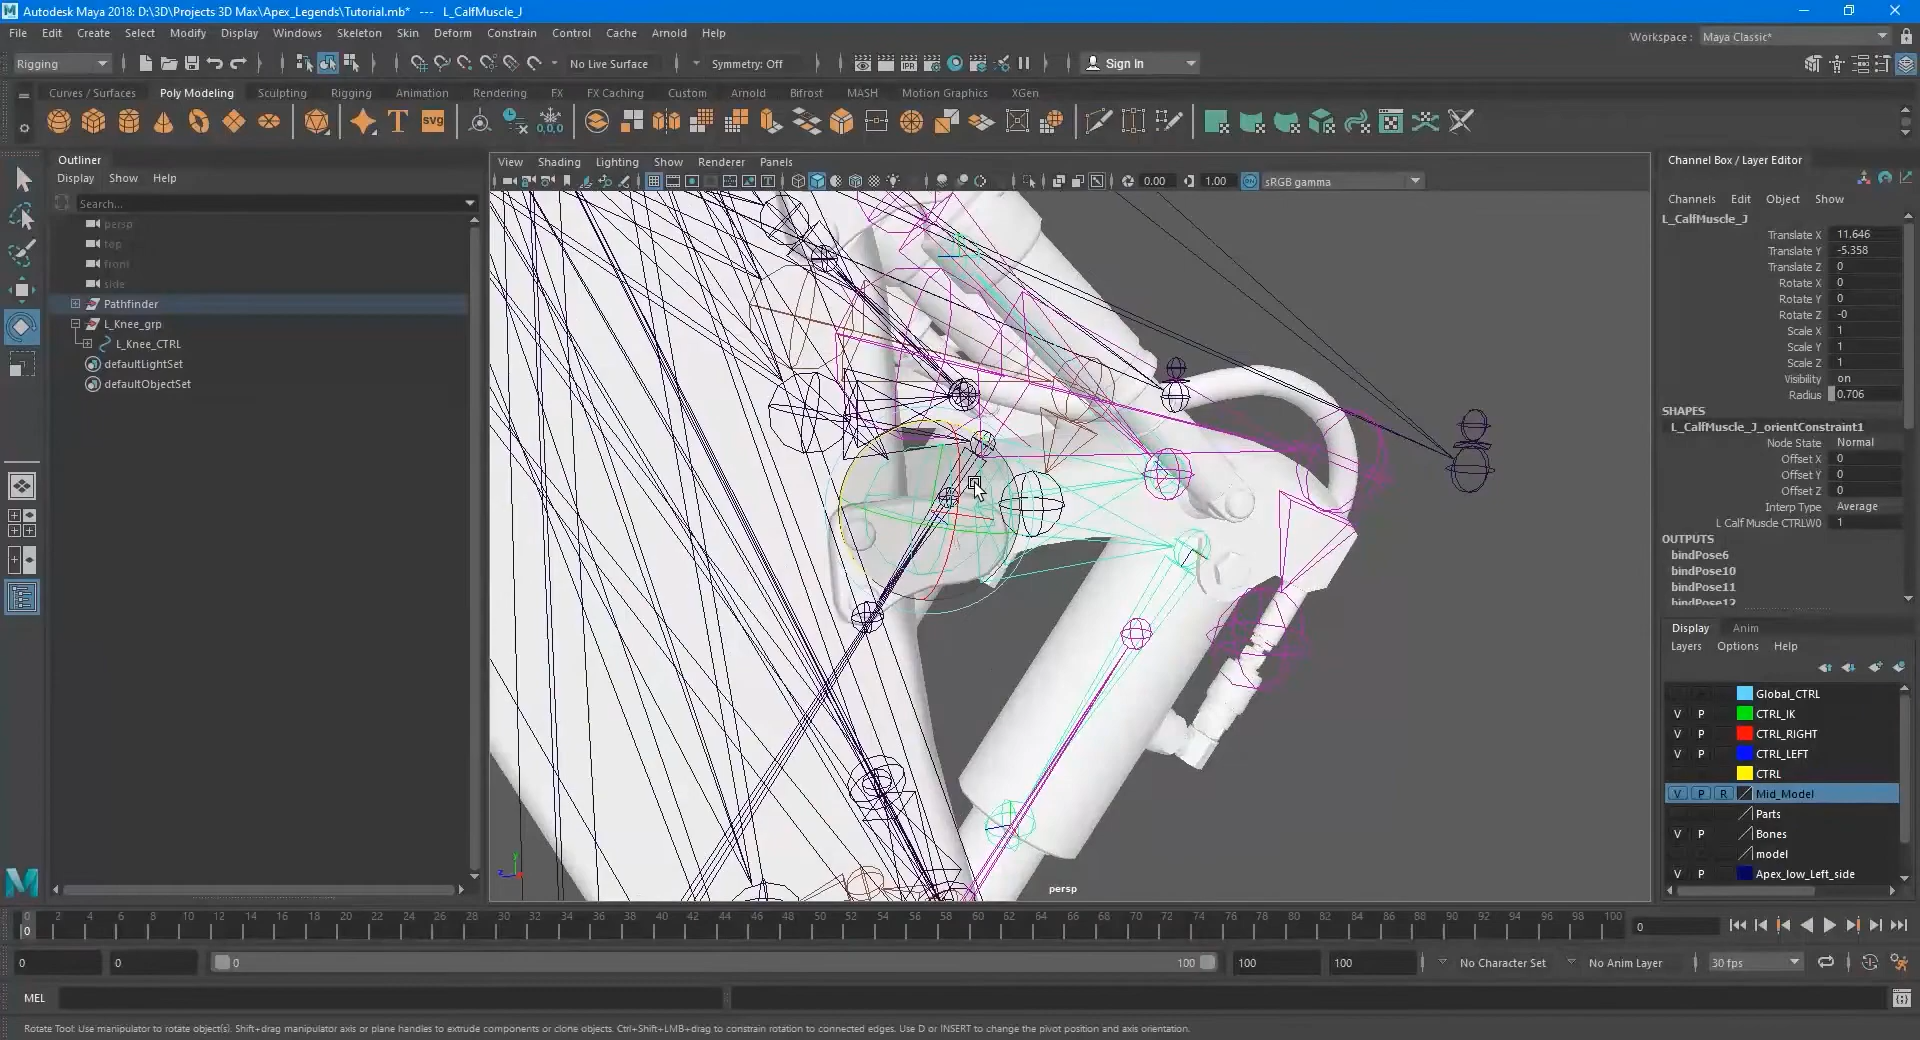 Autodesk Maya 2018: D:\3D\Projects 3D Max\Apex_Legends\Tutorial.mb* --- L_CalfMuscle_J
File Edit Create Select Modify Display Windows Skeleton Skin Deform Constrain Control Cache Arnold Help
Workspace : Maya Classic*
Rigging No Live Surface Symmetry: Off Sign In
Curves / Surfaces Poly Modeling Sculpting Rigging Animation Rendering FX FX Caching Custom Arnold Bifrost MASH Motion Graphics XGen
T SVG 0,0,0
Outliner
Display Show Help
Search...
persp
top
front
side
Pathfinder
L_Knee_grp
L_Knee_CTRL
defaultLightSet
defaultObjectSet
View Shading Lighting Show Renderer Panels
0.00 1.00 sRGB gamma
persp
Channel Box / Layer Editor
Channels Edit Object Show
L_CalfMuscle_J
Translate X 11.646
Translate Y -5.358
Translate Z 0
Rotate X 0
Rotate Y 0
Rotate Z -0
Scale X 1
Scale Y 1
Scale Z 1
Visibility on
Radius 0.706
SHAPES
L_CalfMuscle_J_orientConstraint1
Node State Normal
Offset X 0
Offset Y 0
Offset Z 0
Interp Type Average
L Calf Muscle CTRLW0 1
OUTPUTS
bindPose6
bindPose10
bindPose11
bindPose12
Display Anim
Layers Options Help
Global_CTRL
V P CTRL_IK
V P CTRL_RIGHT
V P CTRL_LEFT
CTRL
V P R Mid_Model
Parts
V P Bones
model
V P Apex_low_Left_side
0 2 4 6 8 10 12 14 16 18 20 22 24 26 28 30 32 34 36 38 40 42 44 46 48 50 52 54 56 58 60 62 64 66 68 70 72 74 76 78 80 82 84 86 88 90 92 94 96 98 100
0 0
0 0 0 100 100 100 No Character Set No Anim Layer 30 fps
MEL
Rotate Tool: Use manipulator to rotate object(s). Shift+drag manipulator axis or plane handles to extrude components or clone objects. Ctrl+Shift+LMB+drag to constrain rotation to connected edges. Use D or INSERT to change the pivot position and axis orientation.